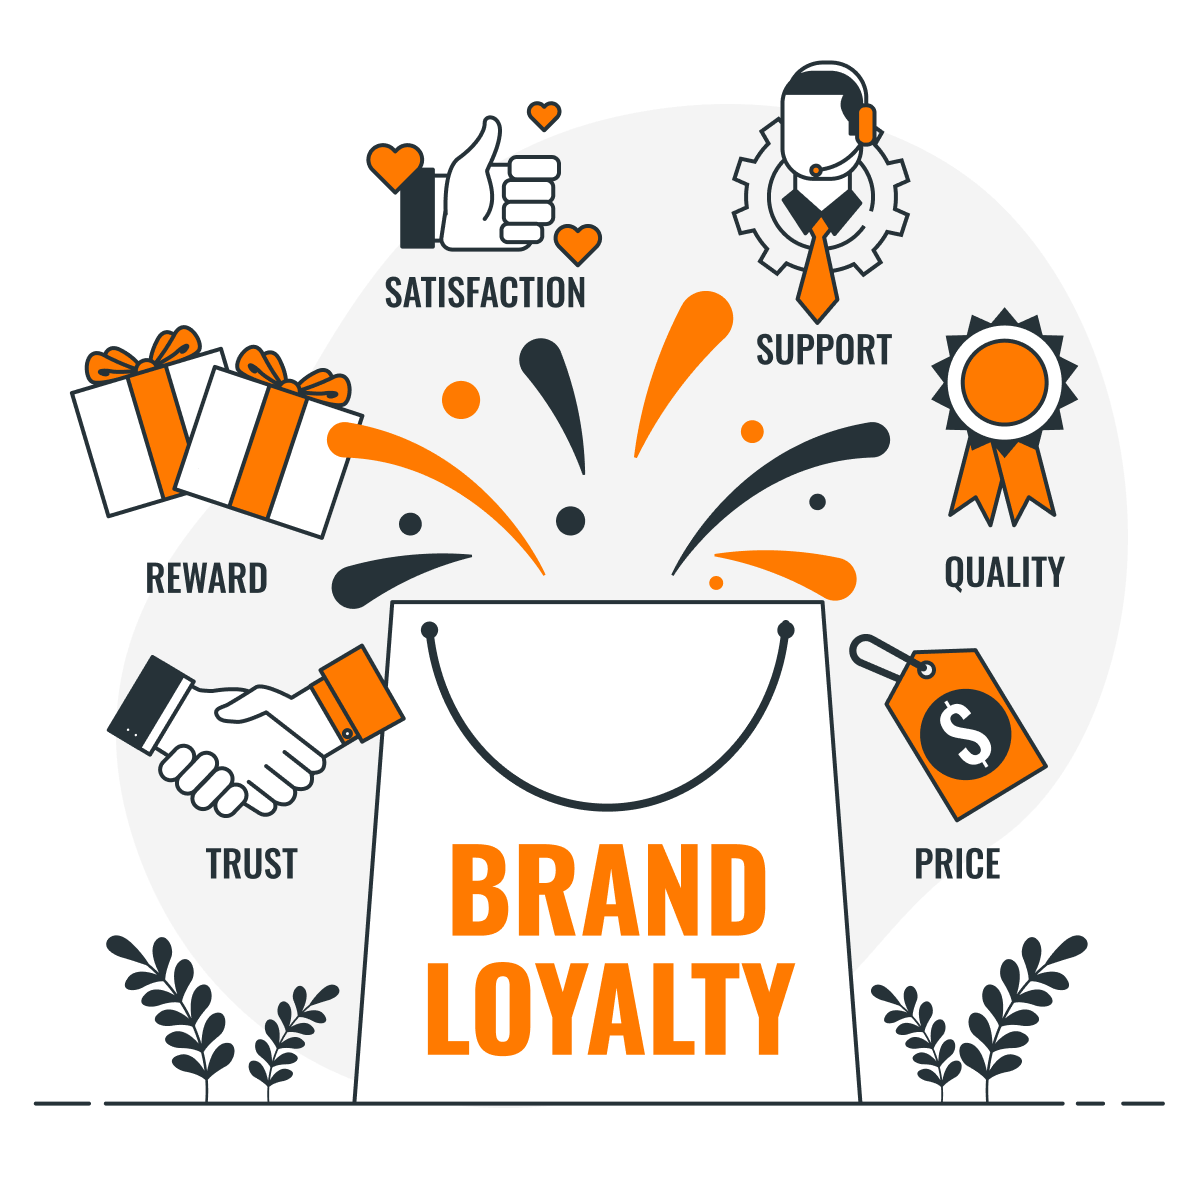 SATISFACTION
SUPPORT
REWARD
QUALITY
TRUST
$
PRICE
BRAND
LOYALTY